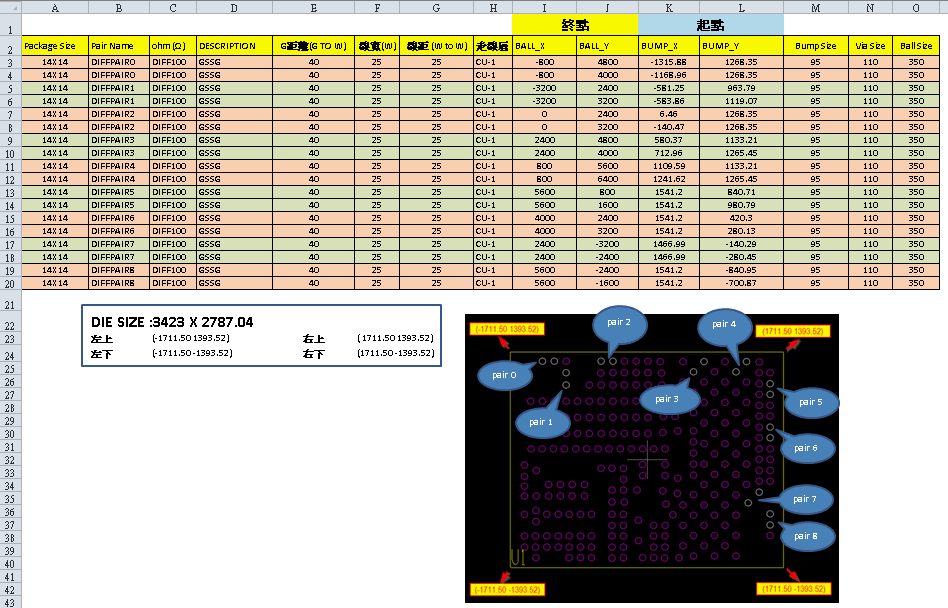 A B C D E F G H I J K L M N O
1 終點 起點
2 Package Size Pair Name ohm (Ω) DESCRIPTION G距離(G TO W) 線寬(W) 線距 (W to W) 走線層 BALL_X BALL_Y BUMP_X BUMP_Y Bump Size Via Size Ball Size
3 14X14 DIFFPAIR0 DIFF100 GSSG 40 25 25 CU-1 -800 4800 -1315.88 1268.35 95 110 350
4 14X14 DIFFPAIR0 DIFF100 GSSG 40 25 25 CU-1 -800 4000 -1168.96 1268.35 95 110 350
5 14X14 DIFFPAIR1 DIFF100 GSSG 40 25 25 CU-1 -3200 2400 -581.25 963.79 95 110 350
6 14X14 DIFFPAIR1 DIFF100 GSSG 40 25 25 CU-1 -3200 3200 -583.86 1119.07 95 110 350
7 14X14 DIFFPAIR2 DIFF100 GSSG 40 25 25 CU-1 0 2400 6.46 1268.35 95 110 350
8 14X14 DIFFPAIR2 DIFF100 GSSG 40 25 25 CU-1 0 3200 -140.47 1268.35 95 110 350
9 14X14 DIFFPAIR3 DIFF100 GSSG 40 25 25 CU-1 2400 4800 580.37 1133.21 95 110 350
10 14X14 DIFFPAIR3 DIFF100 GSSG 40 25 25 CU-1 2400 4000 712.96 1265.45 95 110 350
11 14X14 DIFFPAIR4 DIFF100 GSSG 40 25 25 CU-1 800 5600 1109.59 1133.21 95 110 350
12 14X14 DIFFPAIR4 DIFF100 GSSG 40 25 25 CU-1 800 6400 1241.62 1265.45 95 110 350
13 14X14 DIFFPAIR5 DIFF100 GSSG 40 25 25 CU-1 5600 800 1541.2 840.71 95 110 350
14 14X14 DIFFPAIR5 DIFF100 GSSG 40 25 25 CU-1 5600 1600 1541.2 980.79 95 110 350
15 14X14 DIFFPAIR6 DIFF100 GSSG 40 25 25 CU-1 4000 2400 1541.2 420.3 95 110 350
16 14X14 DIFFPAIR6 DIFF100 GSSG 40 25 25 CU-1 4000 3200 1541.2 280.13 95 110 350
17 14X14 DIFFPAIR7 DIFF100 GSSG 40 25 25 CU-1 2400 -3200 1466.99 -140.29 95 110 350
18 14X14 DIFFPAIR7 DIFF100 GSSG 40 25 25 CU-1 2400 -2400 1466.99 -280.45 95 110 350
19 14X14 DIFFPAIR8 DIFF100 GSSG 40 25 25 CU-1 5600 -2400 1541.2 -840.95 95 110 350
20 14X14 DIFFPAIR8 DIFF100 GSSG 40 25 25 CU-1 5600 -1600 1541.2 -700.87 95 110 350
21
22
23
24
25
26
27
28
29
30
31
32
33
34
35
36
37
38
39
40
41
42
43
DIE SIZE :3423 X 2787.04
左上 (-1711.50 1393.52) 右上 (1711.50 1393.52)
左下 (-1711.50 -1393.52) 右下 (1711.50 -1393.52)
(-1711.50 1393.52)
pair 2
pair 4
(1711.50 1393.52)
pair 0
pair 3
pair 5
pair 1
pair 6
pair 7
pair 8
U1
(-1711.50 -1393.52)
(1711.50 -1393.52)